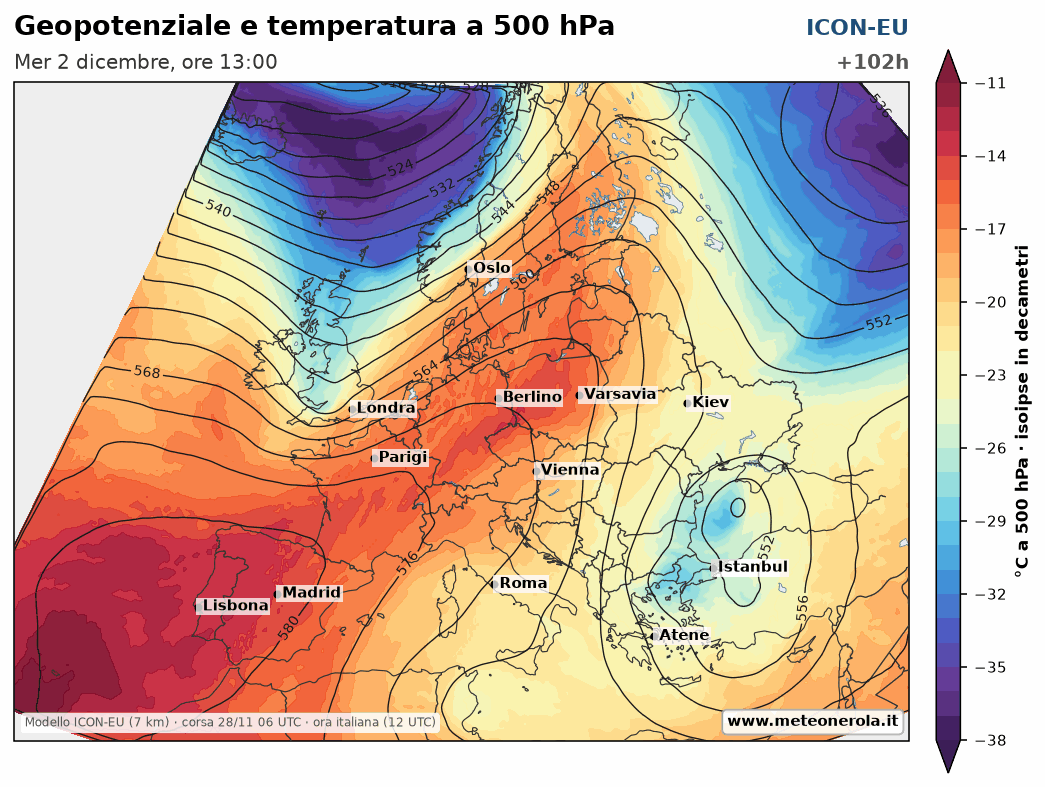 Geopotenziale e temperatura a 500 hPa
ICON-EU
Mer 2 dicembre, ore 13:00
+102h
536
524
532
540
544
548
560
552
568
564
576
580
552
556
Oslo
Londra
Berlino
Varsavia
Kiev
Parigi
Vienna
Roma
Istanbul
Madrid
Lisbona
Atene
−11
−14
−17
−20
−23
−26
−29
−32
−35
−38
°C a 500 hPa · isoipse in decametri
Modello ICON-EU (7 km) · corsa 28/11 06 UTC · ora italiana (12 UTC)
www.meteonerola.it